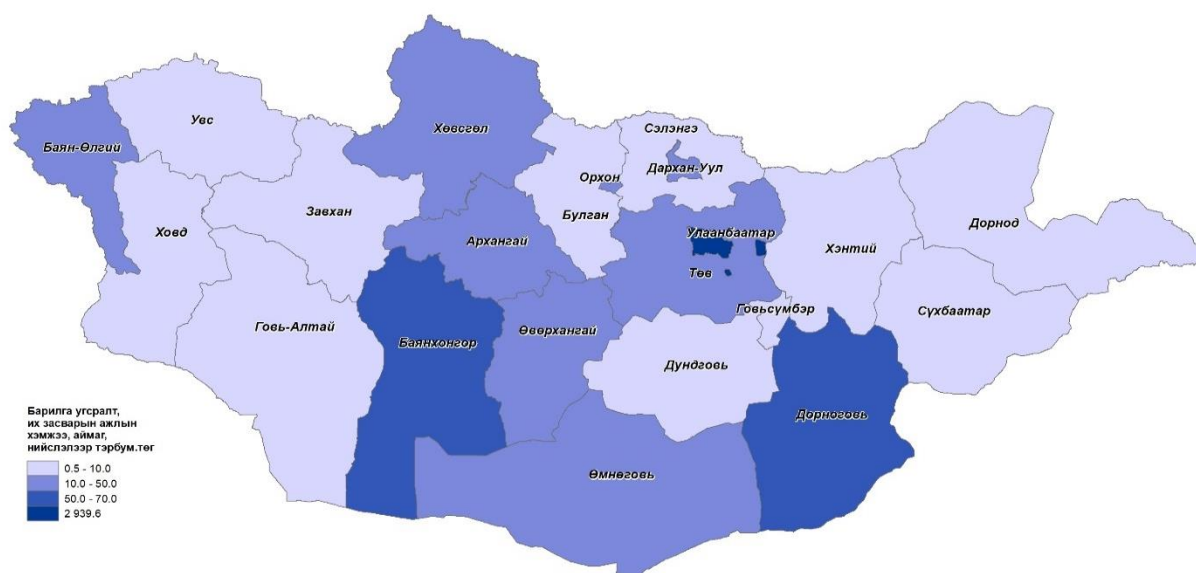 Увс
Хөвсгөл
Сэлэнгэ
Баян-Өлгий
Дархан-Уул
Орхон
Завхан
Булган
Ховд
Архангай
Улаанбаатар
Хэнтий
Дорнод
Төв
Говьсүмбэр
Сүхбаатар
Говь-Алтай
Баянхонгор
Өвөрхангай
Дундговь
Дорноговь
Өмнөговь
Барилга угсралт,
их засварын ажлын
хэмжээ, аймаг,
нийслэлээр тэрбум.төг
0.5 - 10.0
10.0 - 50.0
50.0 - 70.0
2 939.6